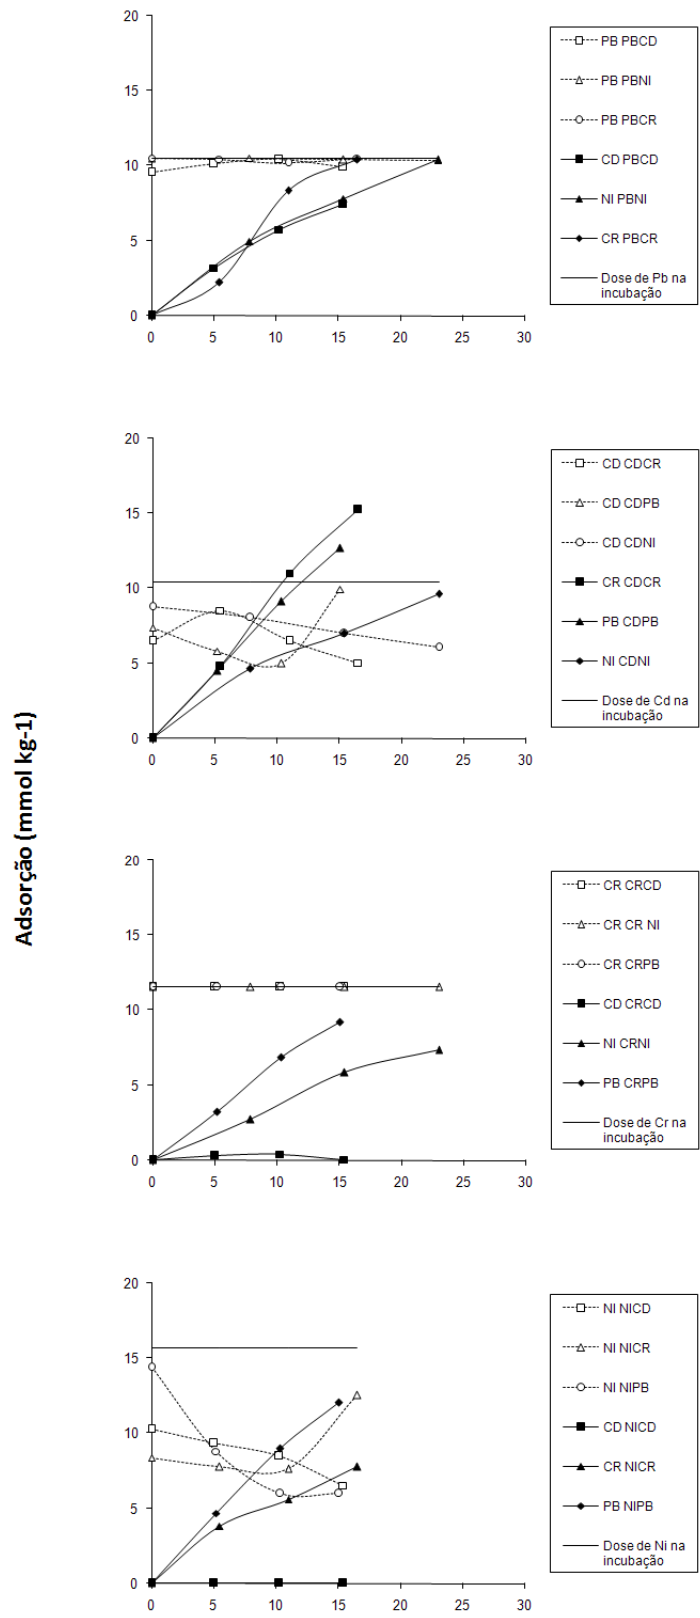 Adsorção (mmol kg-1)
20
15
10
5
0
0 5 10 15 20 25 30
PB PBCD
PB PBNI
PB PBCR
CD PBCD
NI PBNI
CR PBCR
Dose de Pb na
incubação
20
15
10
5
0
0 5 10 15 20 25 30
CD CDCR
CD CDPB
CD CDNI
CR CDCR
PB CDPB
NI CDNI
Dose de Cd na
incubação
20
15
10
5
0
0 5 10 15 20 25 30
CR CRCD
CR CR NI
CR CRPB
CD CRCD
NI CRNI
PB CRPB
Dose de Cr na
incubação
20
15
10
5
0
0 5 10 15 20 25 30
NI NICD
NI NICR
NI NIPB
CD NICD
CR NICR
PB NIPB
Dose de Ni na
incubação